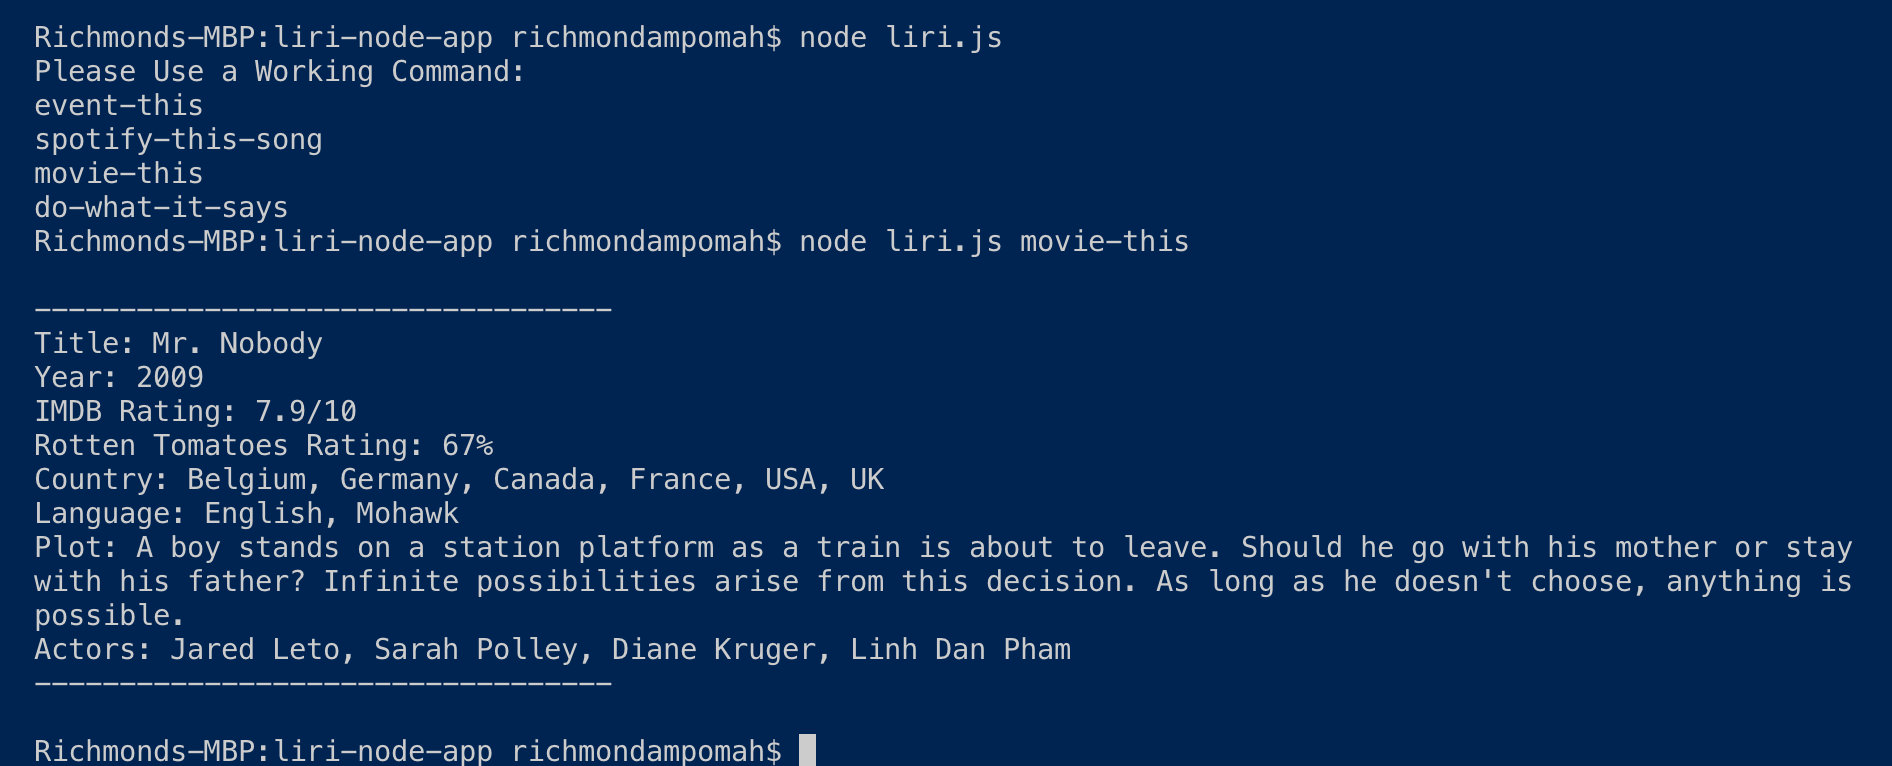 Richmonds-MBP:liri-node-app richmondampomah$ node liri.js
Please Use a Working Command:
event-this
spotify-this-song
movie-this
do-what-it-says
Richmonds-MBP:liri-node-app richmondampomah$ node liri.js movie-this
----------------------------------
Title: Mr. Nobody
Year: 2009
IMDB Rating: 7.9/10
Rotten Tomatoes Rating: 67%
Country: Belgium, Germany, Canada, France, USA, UK
Language: English, Mohawk
Plot: A boy stands on a station platform as a train is about to leave. Should he go with his mother or stay
with his father? Infinite possibilities arise from this decision. As long as he doesn't choose, anything is
possible.
Actors: Jared Leto, Sarah Polley, Diane Kruger, Linh Dan Pham
----------------------------------
Richmonds-MBP:liri-node-app richmondampomah$